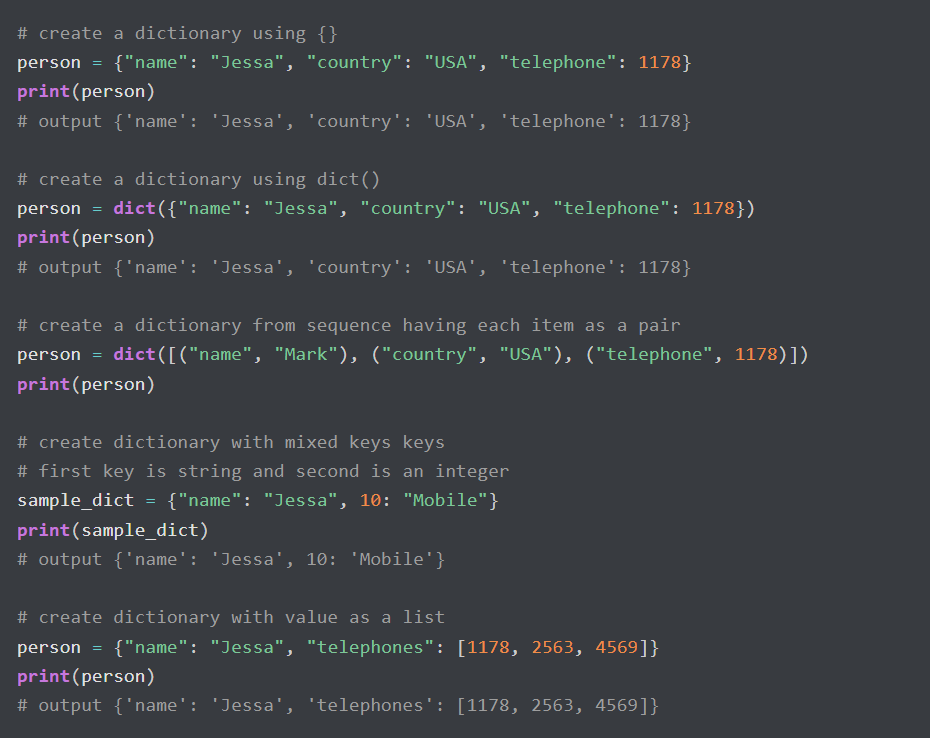 # create a dictionary using {}
person = {"name": "Jessa", "country": "USA", "telephone": 1178}
print(person)
# output {'name': 'Jessa', 'country': 'USA', 'telephone': 1178}
# create a dictionary using dict()
person = dict({"name": "Jessa", "country": "USA", "telephone": 1178})
print(person)
# output {'name': 'Jessa', 'country': 'USA', 'telephone': 1178}
# create a dictionary from sequence having each item as a pair
person = dict([("name", "Mark"), ("country", "USA"), ("telephone", 1178)])
print(person)
# create dictionary with mixed keys keys
# first key is string and second is an integer
sample_dict = {"name": "Jessa", 10: "Mobile"}
print(sample_dict)
# output {'name': 'Jessa', 10: 'Mobile'}
# create dictionary with value as a list
person = {"name": "Jessa", "telephones": [1178, 2563, 4569]}
print(person)
# output {'name': 'Jessa', 'telephones': [1178, 2563, 4569]}